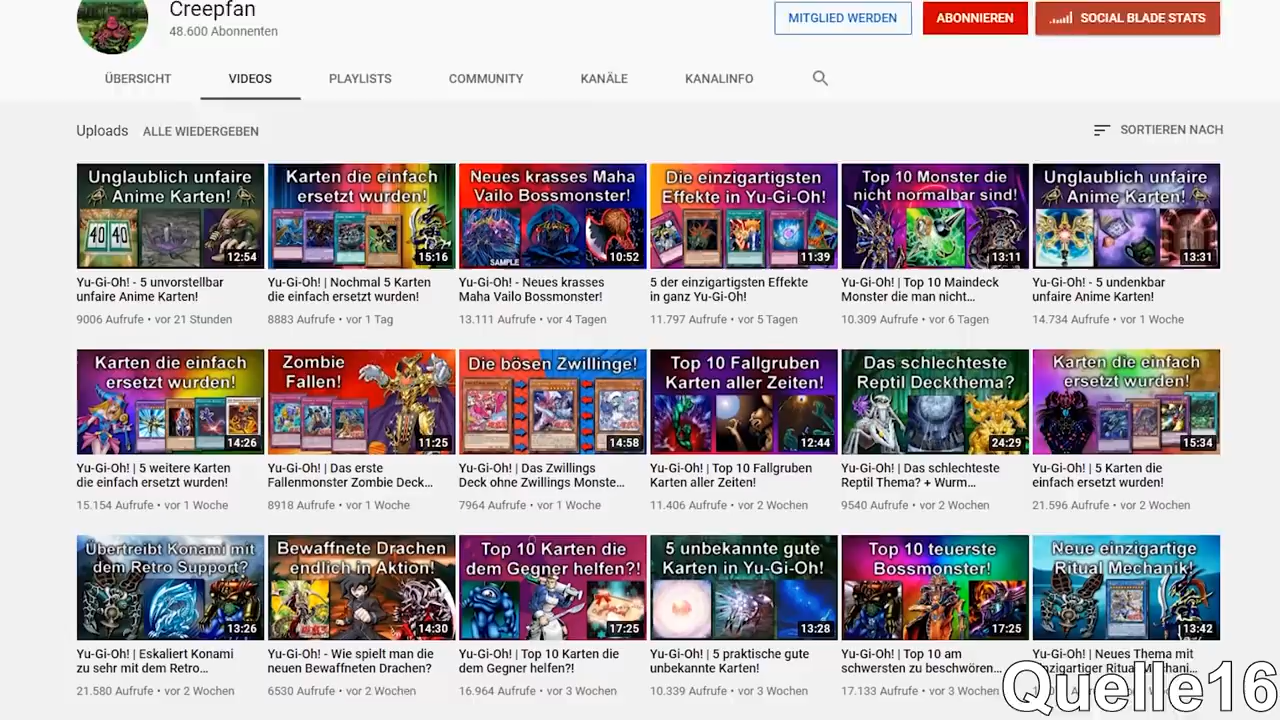 Creepfan
48.600 Abonnenten
MITGLIED WERDEN
ABONNIEREN
SOCIAL BLADE STATS
ÜBERSICHT
VIDEOS
PLAYLISTS
COMMUNITY
KANÄLE
KANALINFO
Uploads
ALLE WIEDERGEBEN
SORTIEREN NACH
Unglaublich unfaire
Anime Karten!
40 40
12:54
Yu-Gi-Oh! - 5 unvorstellbar
unfaire Anime Karten!
9006 Aufrufe • vor 21 Stunden
Karten die einfach
ersetzt wurden!
15:16
Yu-Gi-Oh! | Nochmal 5 Karten
die einfach ersetzt wurden!
8883 Aufrufe • vor 1 Tag
Neues krasses Maha
Vailo Bossmonster!
SAMPLE
10:52
Yu-Gi-Oh! - Neues krasses
Maha Vailo Bossmonster!
13.111 Aufrufe • vor 4 Tagen
Die einzigartigsten
Effekte in Yu-Gi-Oh!
11:39
5 der einzigartigsten Effekte
in ganz Yu-Gi-Oh!
11.797 Aufrufe • vor 5 Tagen
Top 10 Monster die
nicht normalbar sind!
13:11
Yu-Gi-Oh! | Top 10 Maindeck
Monster die man nicht...
10.309 Aufrufe • vor 6 Tagen
Unglaublich unfaire
Anime Karten!
13:31
Yu-Gi-Oh! - 5 undenkbar
unfaire Anime Karten!
14.734 Aufrufe • vor 1 Woche
Karten die einfach
ersetzt wurden!
14:26
Yu-Gi-Oh! | 5 weitere Karten
die einfach ersetzt wurden!
15.154 Aufrufe • vor 1 Woche
Zombie
Fallen!
11:25
Yu-Gi-Oh! | Das erste
Fallenmonster Zombie Deck...
8918 Aufrufe • vor 1 Woche
Die bösen Zwillinge!
14:58
Yu-Gi-Oh! | Das Zwillings
Deck ohne Zwillings Monste...
7964 Aufrufe • vor 1 Woche
Top 10 Fallgruben
Karten aller Zeiten!
12:44
Yu-Gi-Oh! | Top 10 Fallgruben
Karten aller Zeiten!
11.406 Aufrufe • vor 2 Wochen
Das schlechteste
Reptil Deckthema?
24:29
Yu-Gi-Oh! | Das schlechteste
Reptil Thema? + Wurm...
9540 Aufrufe • vor 2 Wochen
Karten die einfach
ersetzt wurden!
15:34
Yu-Gi-Oh! | 5 Karten die
einfach ersetzt wurden!
21.596 Aufrufe • vor 2 Wochen
Übertreibt Konami mit
dem Retro Support?
13:26
Yu-Gi-Oh! | Eskaliert Konami
zu sehr mit dem Retro...
21.580 Aufrufe • vor 2 Wochen
Bewaffnete Drachen
endlich in Aktion!
14:30
Yu-Gi-Oh! - Wie spielt man die
neuen Bewaffneten Drachen?
6530 Aufrufe • vor 2 Wochen
Top 10 Karten die
dem Gegner helfen?!
17:25
Yu-Gi-Oh! | Top 10 Karten die
dem Gegner helfen?!
16.964 Aufrufe • vor 3 Wochen
5 unbekannte gute
Karten in Yu-Gi-Oh!
13:28
Yu-Gi-Oh! | 5 praktische gute
unbekannte Karten!
10.339 Aufrufe • vor 3 Wochen
Top 10 teuerste
Bossmonster!
17:25
Yu-Gi-Oh! | Top 10 am
schwersten zu beschwören...
17.133 Aufrufe • vor 3 Wochen
Neue einzigartige
Ritual Mechanik!
13:42
Yu-Gi-Oh! | Neues Thema mit
einzigartiger Ritual Mechani...
Quelle16